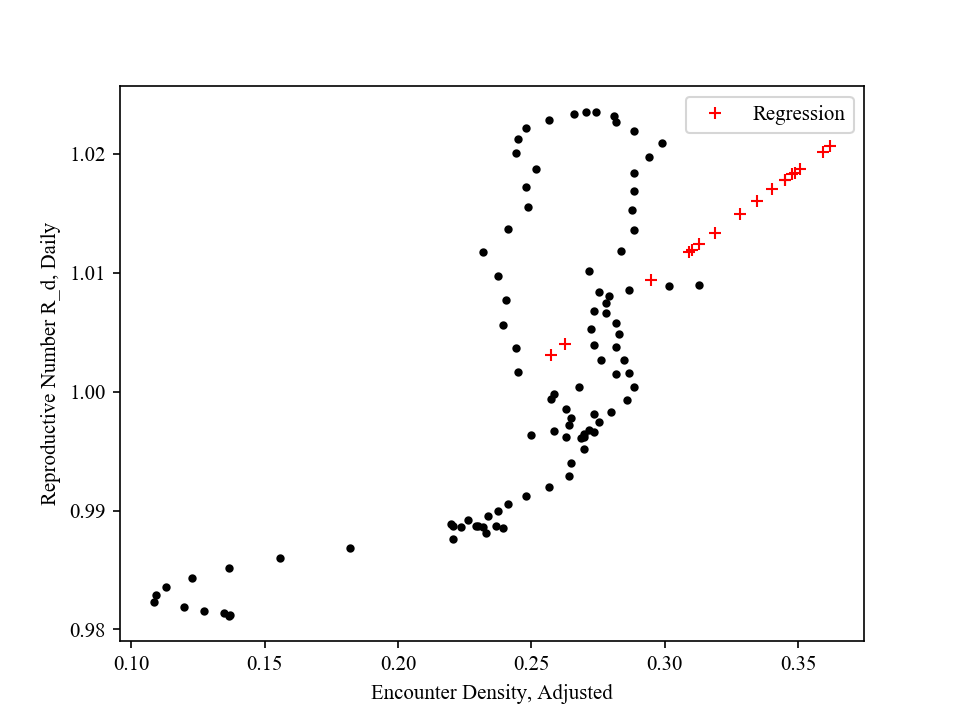 Regression
1.02
1.01
1.00
0.99
0.98
Reproductive Number R_d, Daily
0.10 0.15 0.20 0.25 0.30 0.35
Encounter Density, Adjusted